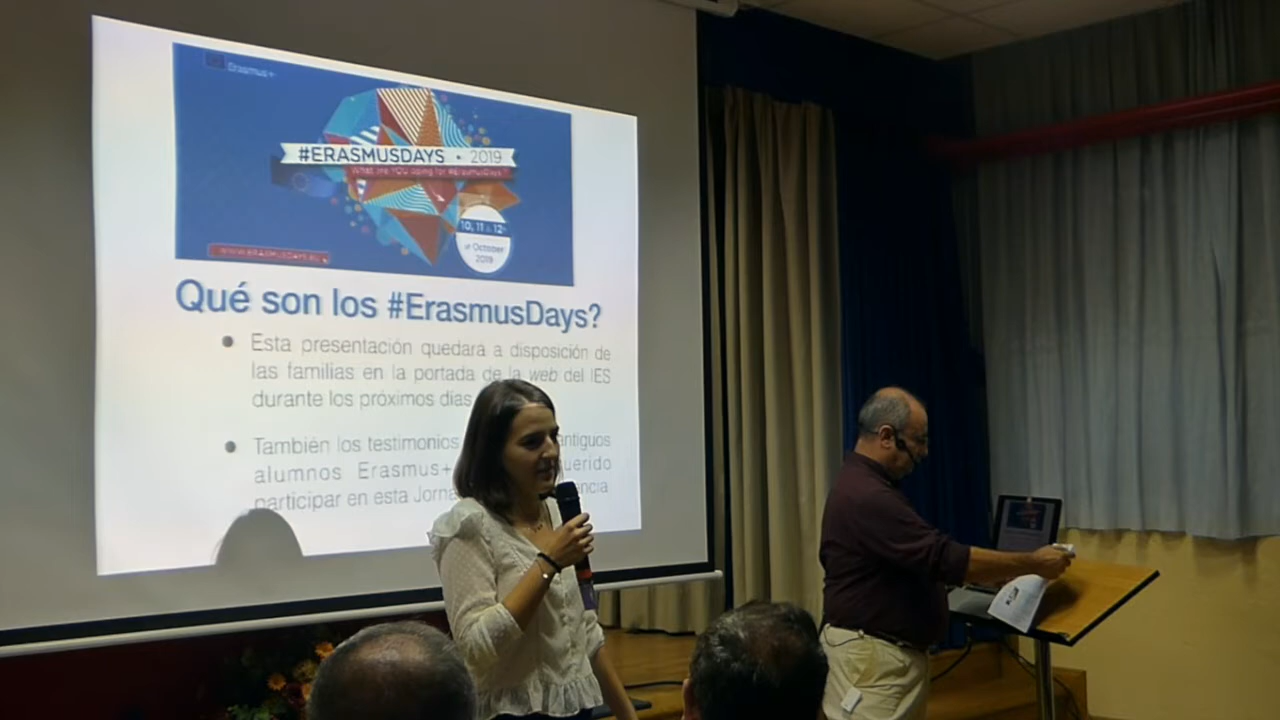 Erasmus+
#ERASMUSDAYS • 2019
What are YOU doing for #ErasmusDays?
10, 11 & 12
of October
2019
WWW.ERASMUSDAYS.EU
Qué son los #ErasmusDays?
Esta presentación quedara a disposición de
las familias en la portada de la web del IES
durante los próximos días
También los testimonios antiguos
alumnos Erasmus+
participar en esta